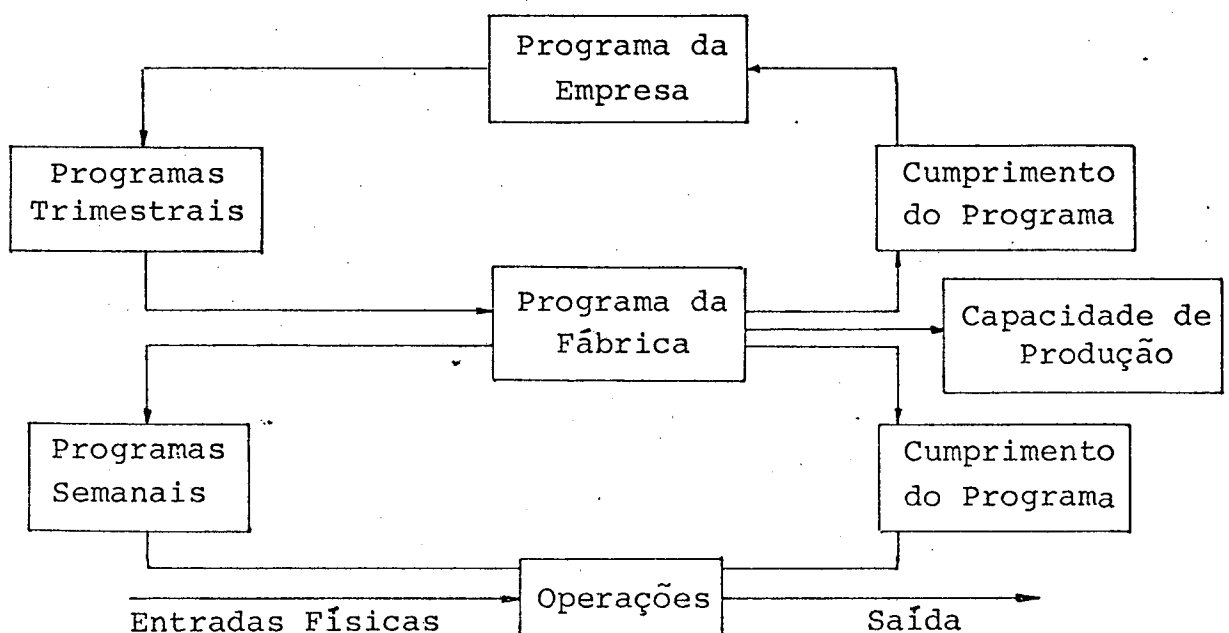 Programa da
Empresa
Programas
Trimestrais
Cumprimento
do Programa
Programa da
Fábrica
Capacidade de
Produção
Programas
Semanais
Cumprimento
do Programa
Operações
Entradas Físicas
Saída